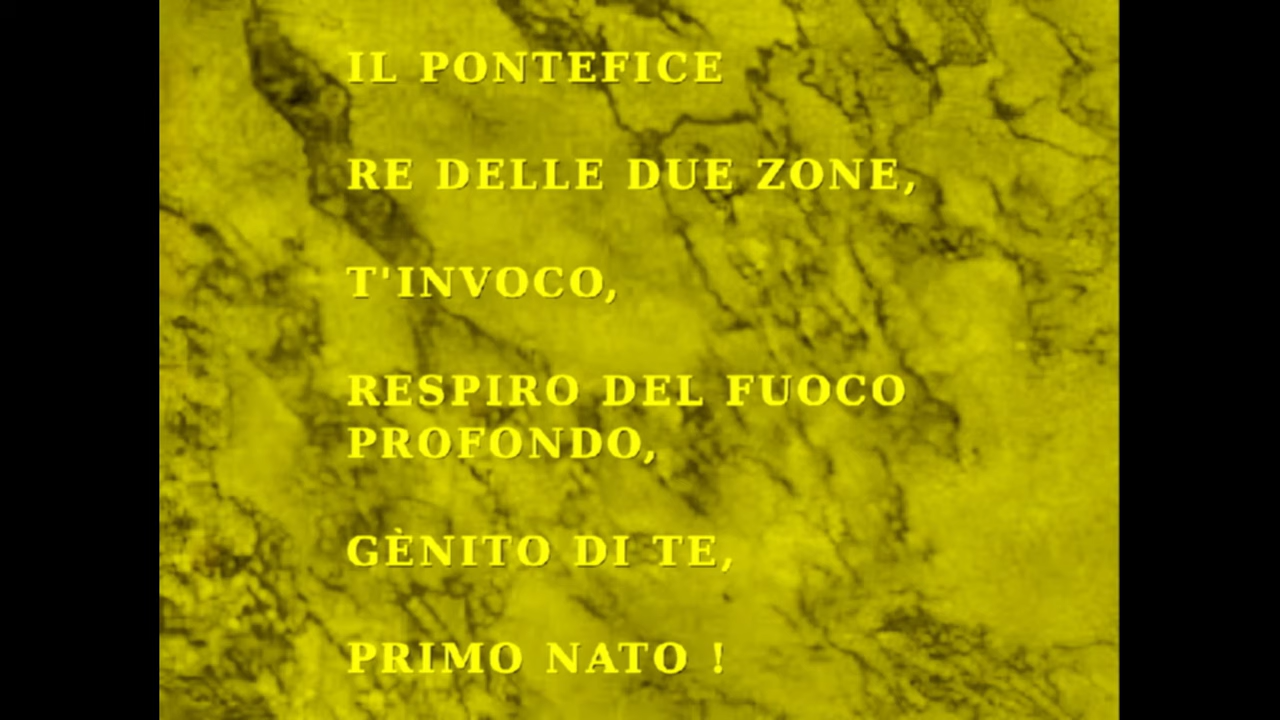 IL PONTEFICE
RE DELLE DUE ZONE,
T'INVOCO,
RESPIRO DEL FUOCO
PROFONDO,
GÈNITO DI TE,
PRIMO NATO !